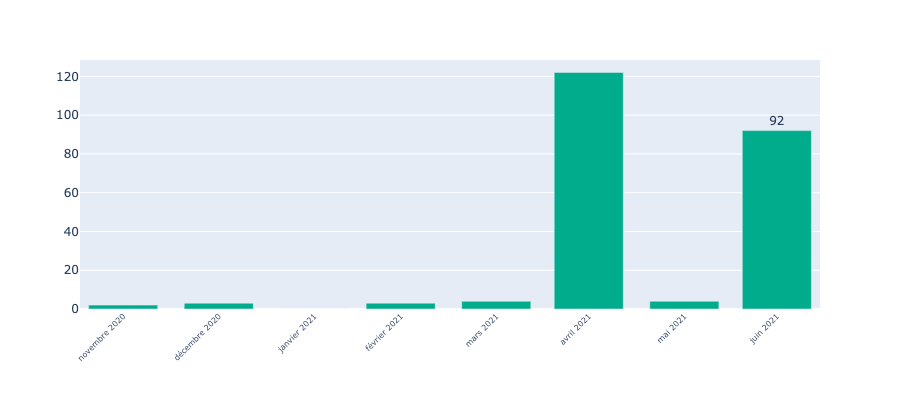 120
100
80
60
40
20
0
92
novembre 2020
décembre 2020
janvier 2021
février 2021
mars 2021
avril 2021
mai 2021
juin 2021